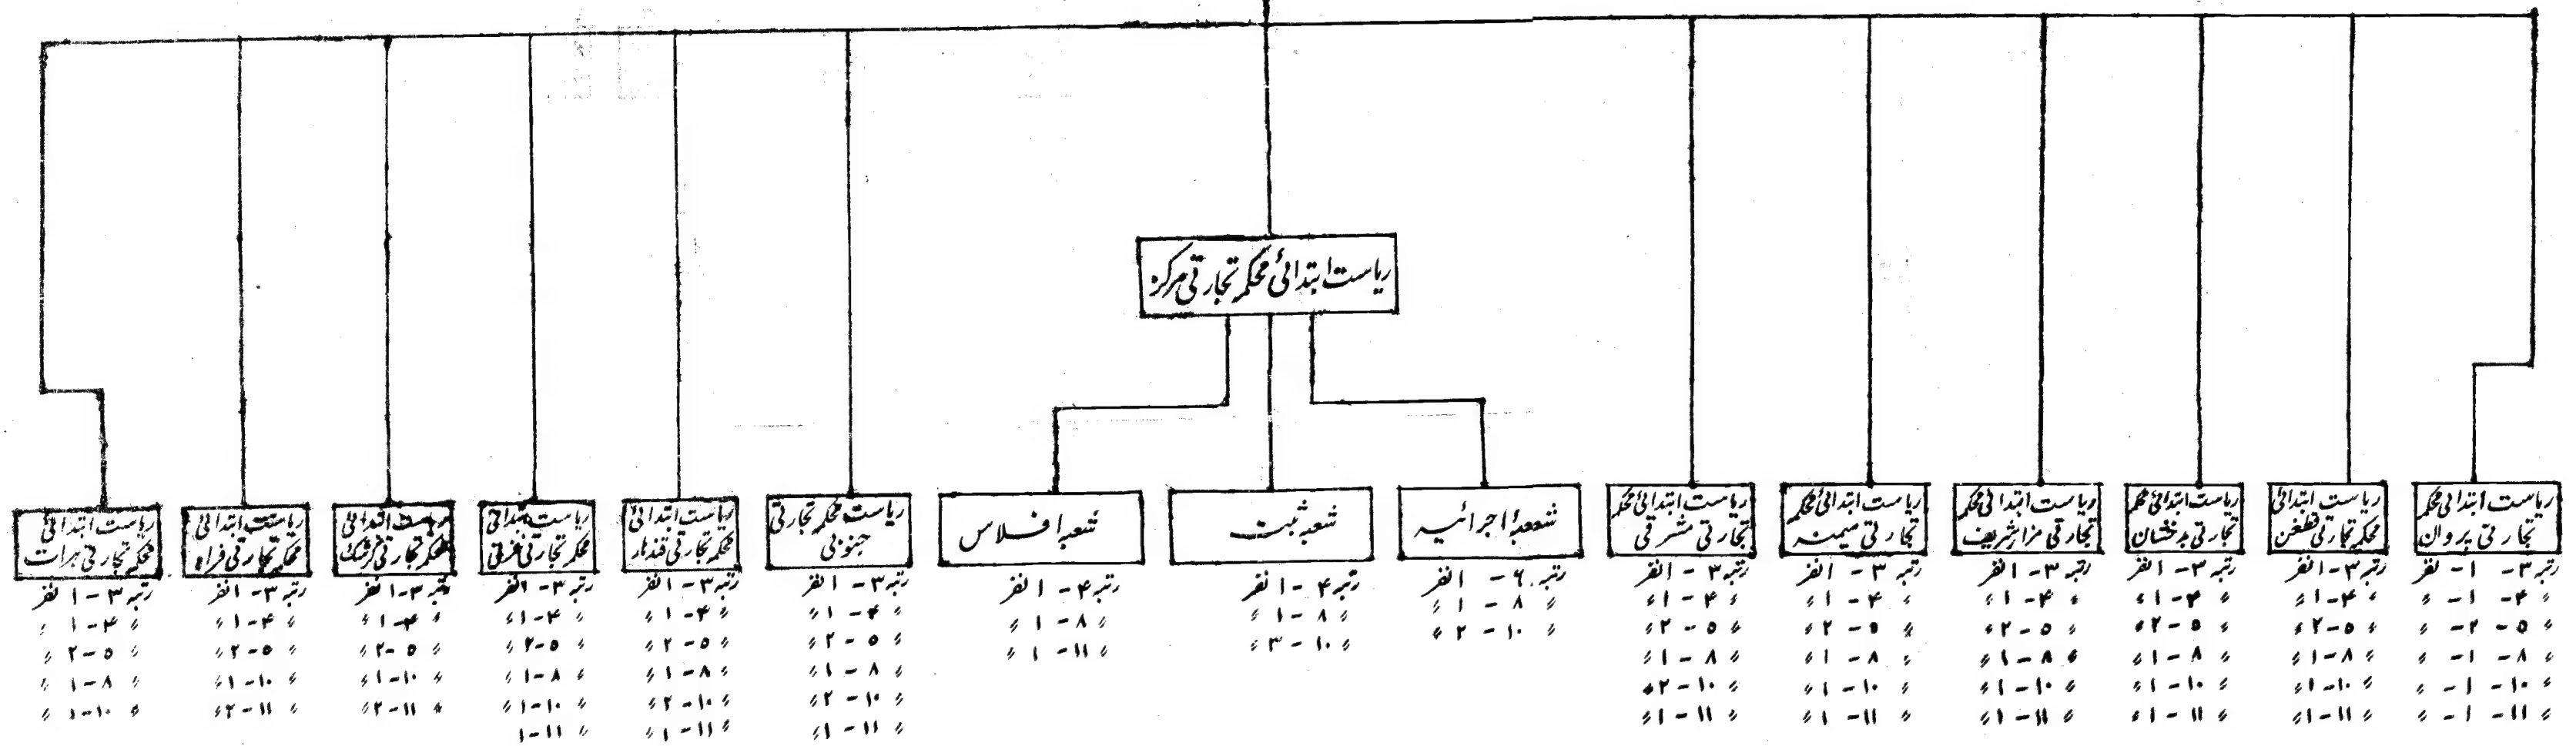 ریاست ابتدائی محکمه تجارتی مرکز
ریاست ابتدائی محکمه
تجارتی پروان
رتبه ۳ - ۱ - نفر
〃 ۴ - ۱ - 〃
〃 ۵ - ۲ - 〃
〃 ۸ - ۱ - 〃
〃 ۱۰ - ۱ - 〃
〃 ۱۱ - ۱ - 〃
ریاست ابتدائی
محکمه تجارتی قطغن
رتبه ۳ - ۱ نفر
〃 ۴ - ۱ 〃
〃 ۵ - ۲ 〃
〃 ۸ - ۱ 〃
〃 ۱۰ - ۱ 〃
〃 ۱۱ - ۱ 〃
ریاست ابتدائی محکمه
تجارتی بدخشان
رتبه ۳ - ۱ نفر
〃 ۴ - ۱ 〃
〃 ۵ - ۲ 〃
〃 ۸ - ۱ 〃
〃 ۱۰ - ۱ 〃
〃 ۱۱ - ۱ 〃
ریاست ابتدائی محکمه
تجارتی مزارشریف
رتبه ۳ - ۱ نفر
〃 ۴ - ۱ 〃
〃 ۵ - ۲ 〃
〃 ۸ - ۱ 〃
〃 ۱۰ - ۱ 〃
〃 ۱۱ - ۱ 〃
ریاست ابتدائی محکمه
تجارتی میمنه
رتبه ۳ - ۱ نفر
〃 ۴ - ۱ 〃
〃 ۵ - ۲ 〃
〃 ۸ - ۱ 〃
〃 ۱۰ - ۱ 〃
〃 ۱۱ - ۱ 〃
ریاست ابتدائی محکمه
تجارتی مشرقی
رتبه ۳ - ۱ نفر
〃 ۴ - ۱ 〃
〃 ۵ - ۲ 〃
〃 ۸ - ۱ 〃
〃 ۱۰ - ۲ 〃
〃 ۱۱ - ۱ 〃
شعبهٔ اجرائیه
رتبه ۶ - ۱ نفر
〃 ۸ - ۱ 〃
〃 ۱۰ - ۲ 〃
شعبه ثبت
رتبه ۴ - ۱ نفر
〃 ۸ - ۱ 〃
〃 ۱۰ - ۳ 〃
شعبه افلاس
رتبه ۴ - ۱ نفر
〃 ۸ - ۱ 〃
〃 ۱۱ - ۱ 〃
ریاست محکمه تجارتی
جنوبی
رتبه ۳ - ۱ نفر
〃 ۴ - ۱ 〃
〃 ۵ - ۲ 〃
〃 ۸ - ۱ 〃
〃 ۱۰ - ۲ 〃
〃 ۱۱ - ۱ 〃
ریاست ابتدائی
محکمه تجارتی قندهار
رتبه ۳ - ۱ نفر
〃 ۴ - ۱ 〃
〃 ۵ - ۲ 〃
〃 ۸ - ۱ 〃
〃 ۱۰ - ۲ 〃
〃 ۱۱ - ۱ 〃
ریاست ابتدائی
محکمه تجارتی غزنی
رتبه ۳ - ۱ نفر
〃 ۴ - ۱ 〃
〃 ۵ - ۲ 〃
〃 ۸ - ۱ 〃
〃 ۱۰ - ۱ 〃
〃 ۱۱ - ۱
ریاست ابتدائی
محکمه تجارتی گرشک
رتبه ۳ - ۱ نفر
〃 ۴ - ۱ 〃
〃 ۵ - ۲ 〃
〃 ۱۰ - ۱ 〃
〃 ۱۱ - ۲ 〃
ریاست ابتدائی
محکمه تجارتی فراه
رتبه ۳ - ۱ نفر
〃 ۴ - ۱ 〃
〃 ۵ - ۲ 〃
〃 ۱۰ - ۱ 〃
〃 ۱۱ - ۲ 〃
ریاست ابتدائی
محکمه تجارتی هرات
رتبه ۳ - ۱ نفر
〃 ۴ - ۱ 〃
〃 ۵ - ۲ 〃
〃 ۸ - ۱ 〃
〃 ۱۰ - ۱ 〃